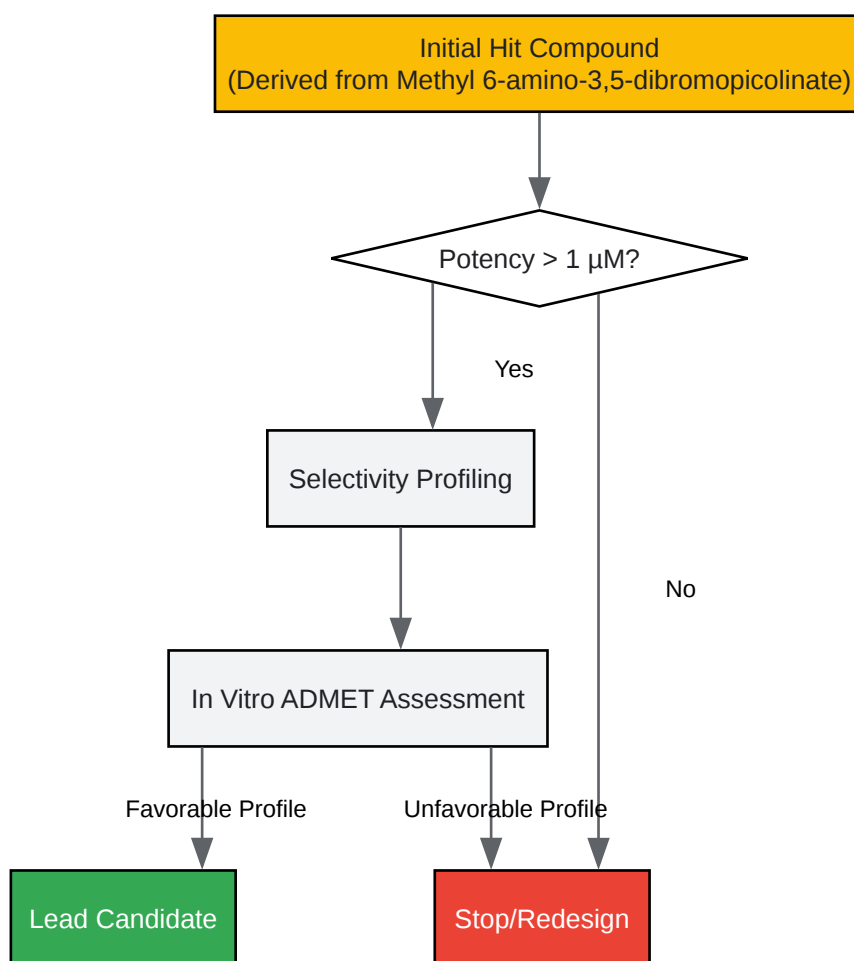 Initial Hit Compound
(Derived from Methyl 6-amino-3,5-dibromopicolinate)
Potency > 1 µM?
Yes
Selectivity Profiling
No
In Vitro ADMET Assessment
Favorable Profile
Unfavorable Profile
Lead Candidate
Stop/Redesign